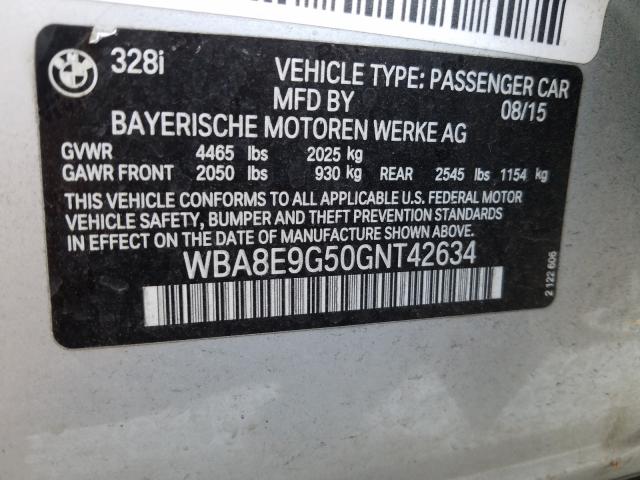 BMW
328i
VEHICLE TYPE: PASSENGER CAR
MFD BY 08/15
BAYERISCHE MOTOREN WERKE AG
GVWR 4465 lbs 2025 kg
GAWR FRONT 2050 lbs 930 kg REAR 2545 lbs 1154 kg
THIS VEHICLE CONFORMS TO ALL APPLICABLE U.S. FEDERAL MOTOR
VEHICLE SAFETY, BUMPER AND THEFT PREVENTION STANDARDS IN EFFECT
ON THE DATE OF MANUFACTURE SHOWN ABOVE.
WBA8E9G50GNT42634
2 122 606